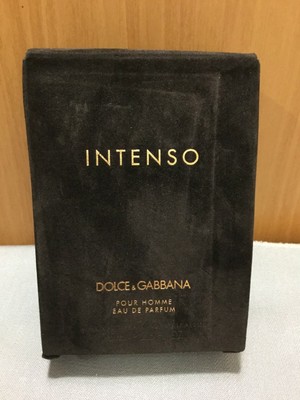 INTENSO
DOLCE & GABBANA
POUR HOMME
EAU DE PARFUM